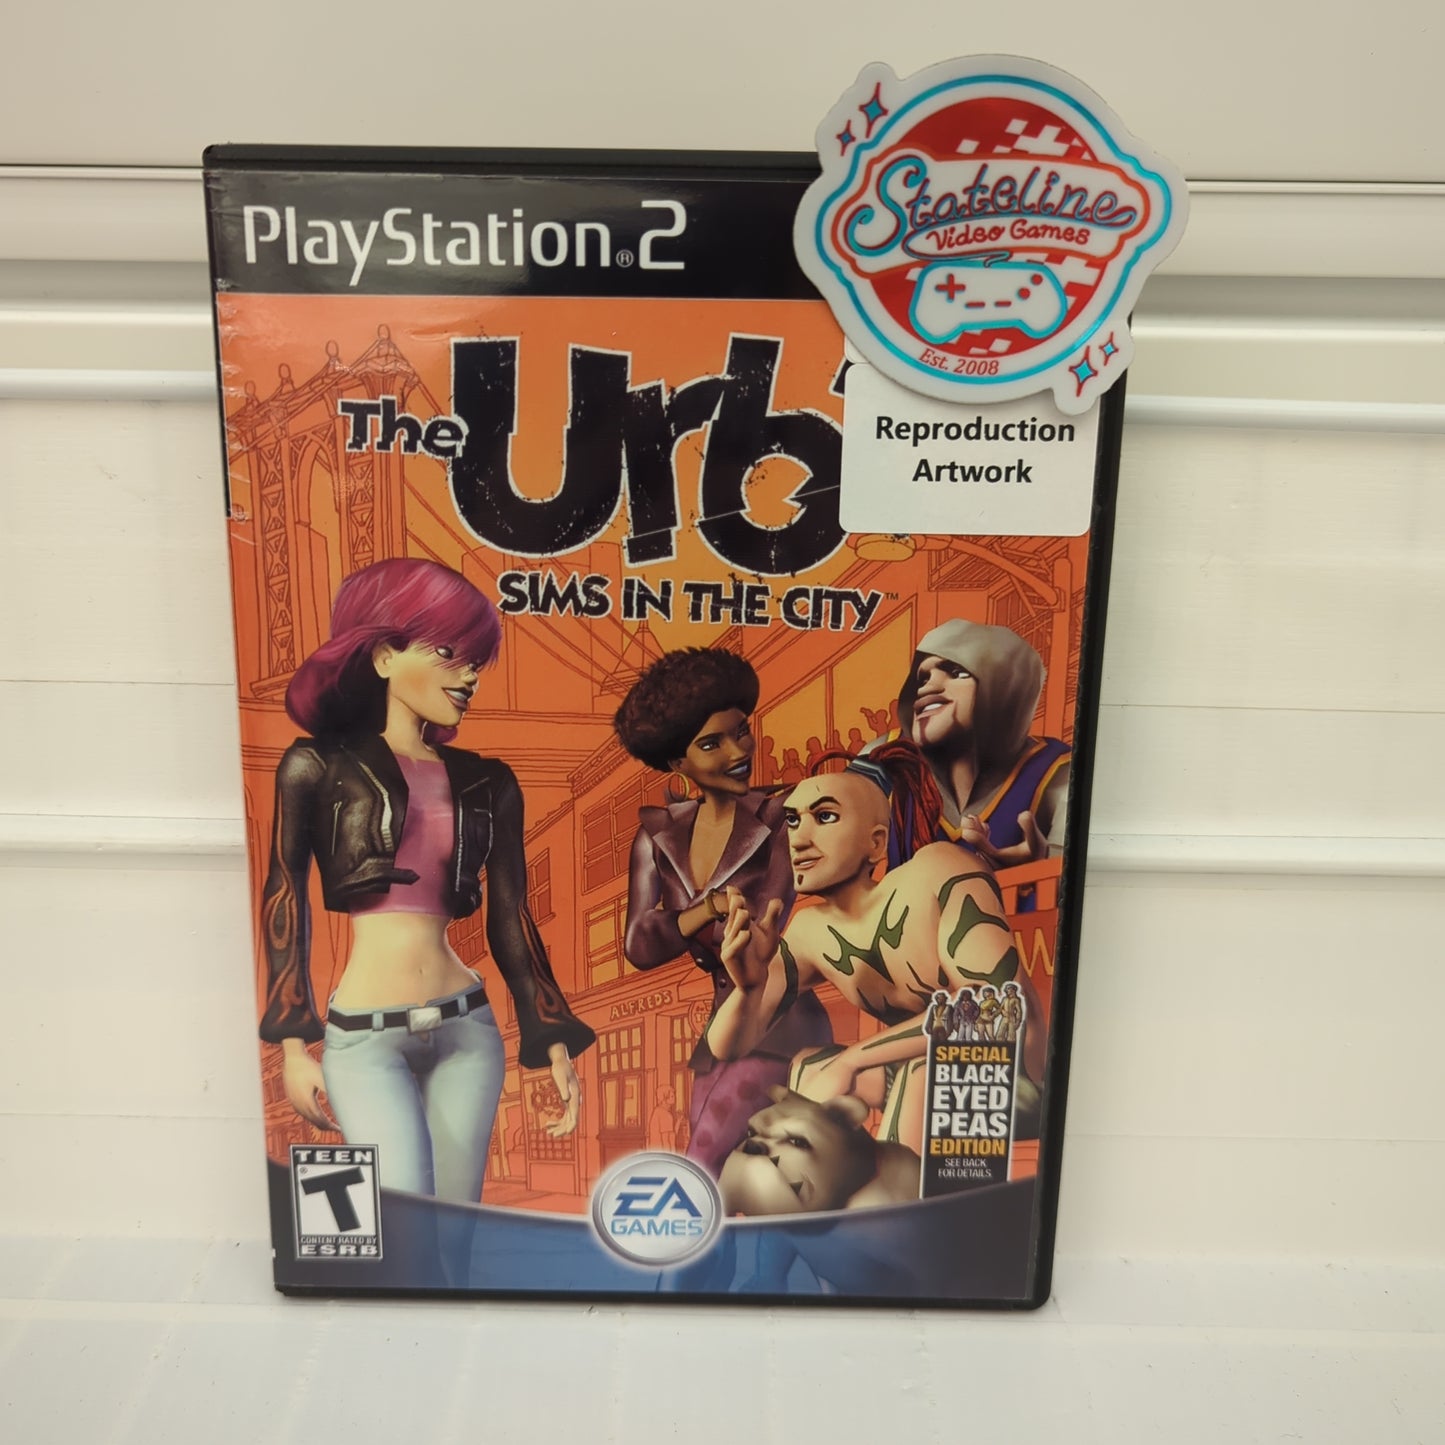 PlayStation®2
Stateline
Video Games
Est. 2008
Reproduction
Artwork
The Urb
SIMS IN THE CITY™
ALFREDS
W
SPECIAL
BLACK
EYED
PEAS
EDITION
SEE BACK
FOR DETAILS.
TEEN
T
CONTENT RATED BY
ESRB
EA
GAMES